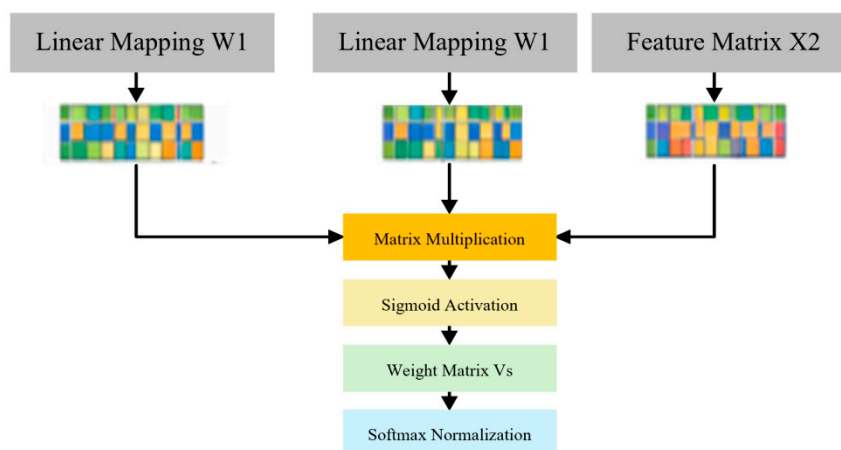 Linear Mapping W1
Linear Mapping W1
Feature Matrix X2
Matrix Multiplication
Sigmoid Activation
Weight Matrix Vs
Softmax Normalization